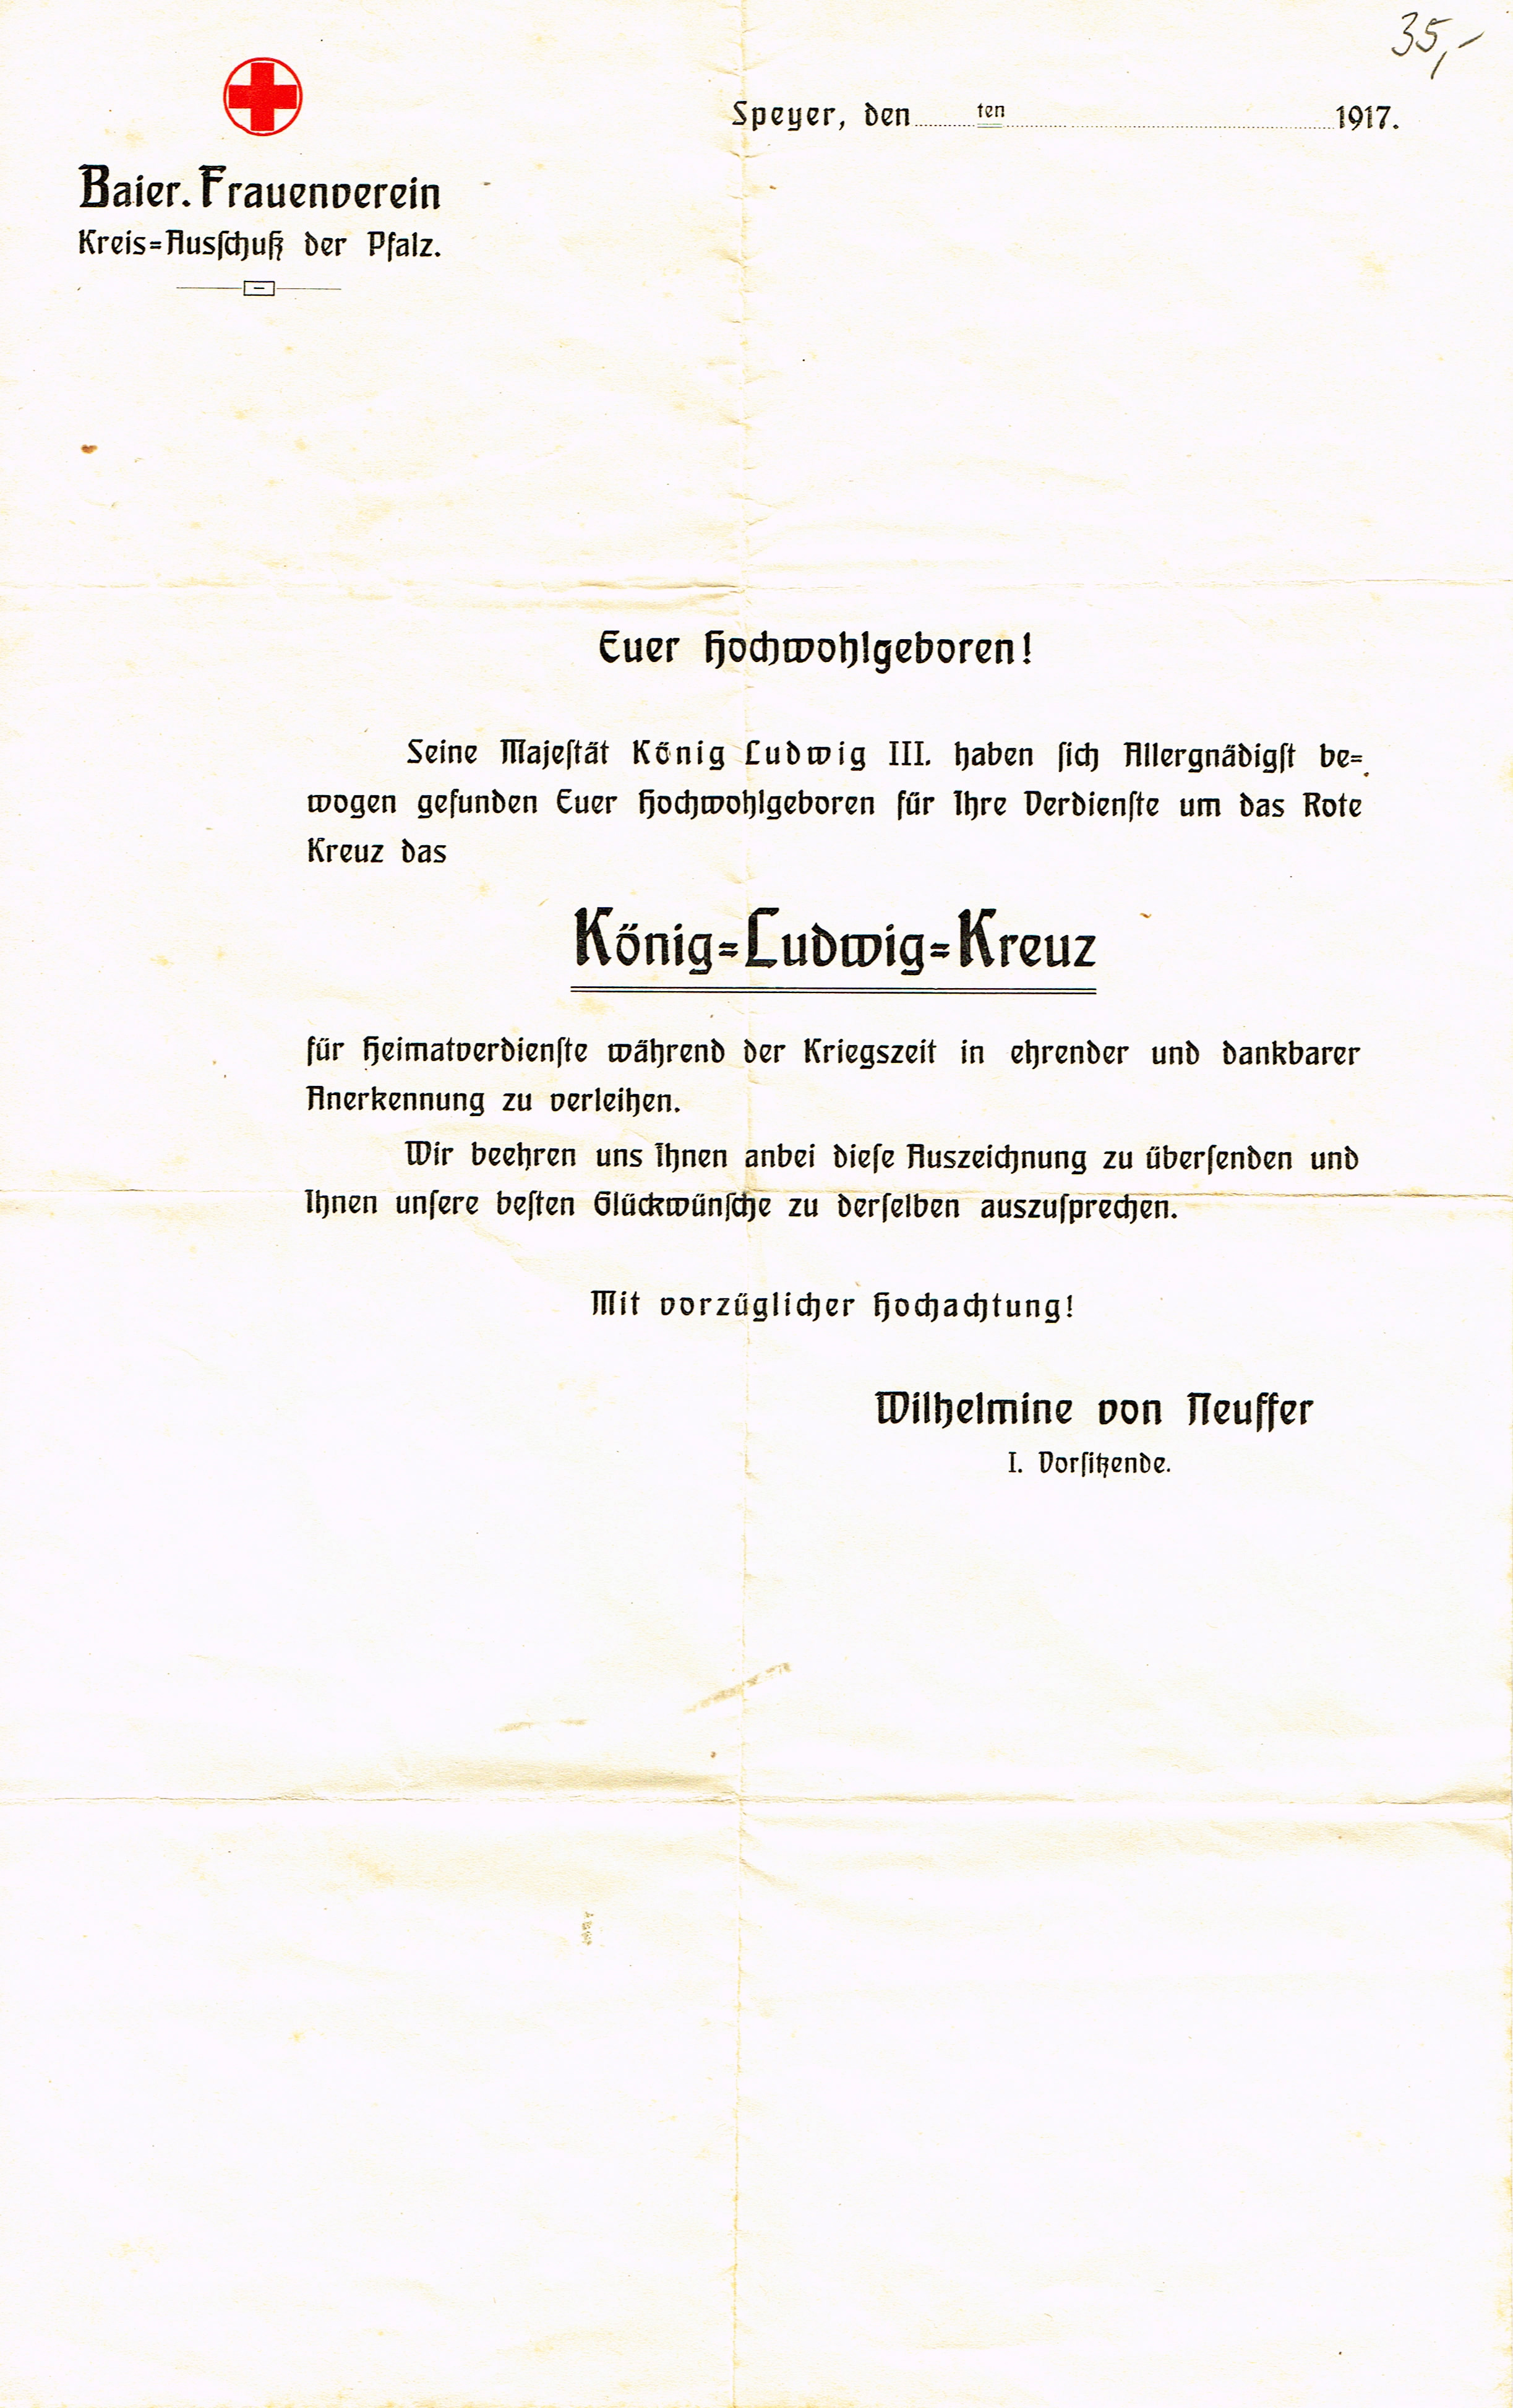 35,-
Speyer, den ten 1917.
Baier. Frauenverein
Kreis=Ausſchuß der Pfalz.
Euer Hochwohlgeboren!
Seine Majeſtät König Ludwig III. haben ſich Allergnädigſt be=
wogen gefunden Euer Hochwohlgeboren für Ihre Verdienſte um das Rote
Kreuz das
König=Ludwig=Kreuz
für Heimatverdienſte während der Kriegszeit in ehrender und dankbarer
Anerkennung zu verleihen.
Wir beehren uns Ihnen anbei dieſe Auszeichnung zu überſenden und
Ihnen unſere beſten Glückwünſche zu derſelben auszuſprechen.
Mit vorzüglicher Hochachtung!
Wilhelmine von Neuffer
I. Vorſitzende.